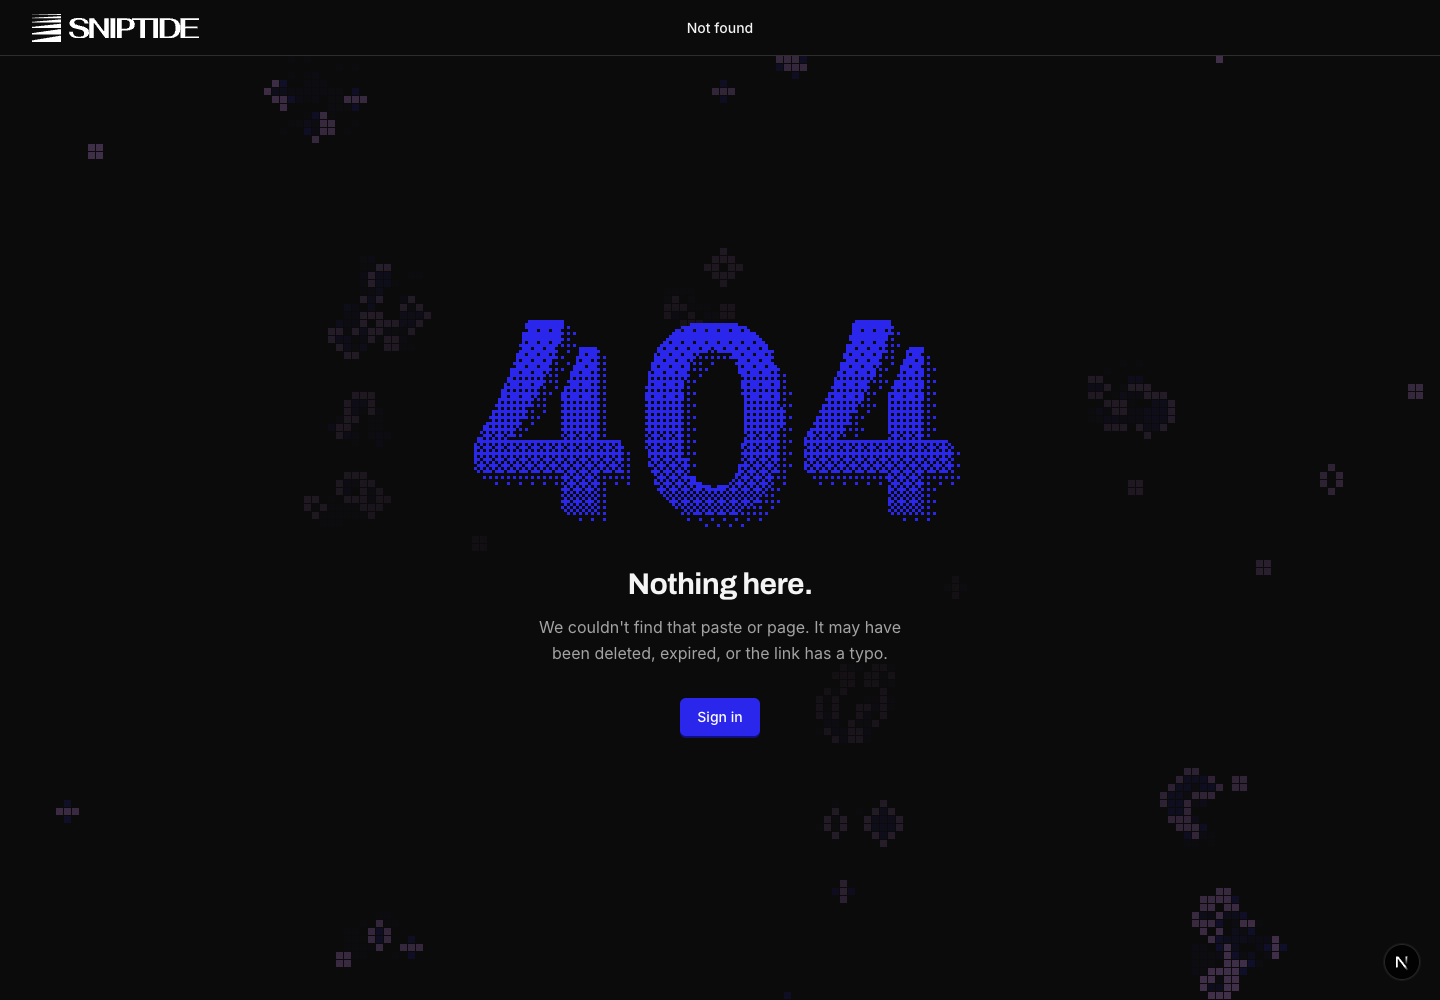 SNIPTIDE
Not found
404
Nothing here.
We couldn't find that paste or page. It may have
been deleted, expired, or the link has a typo.
Sign in
N